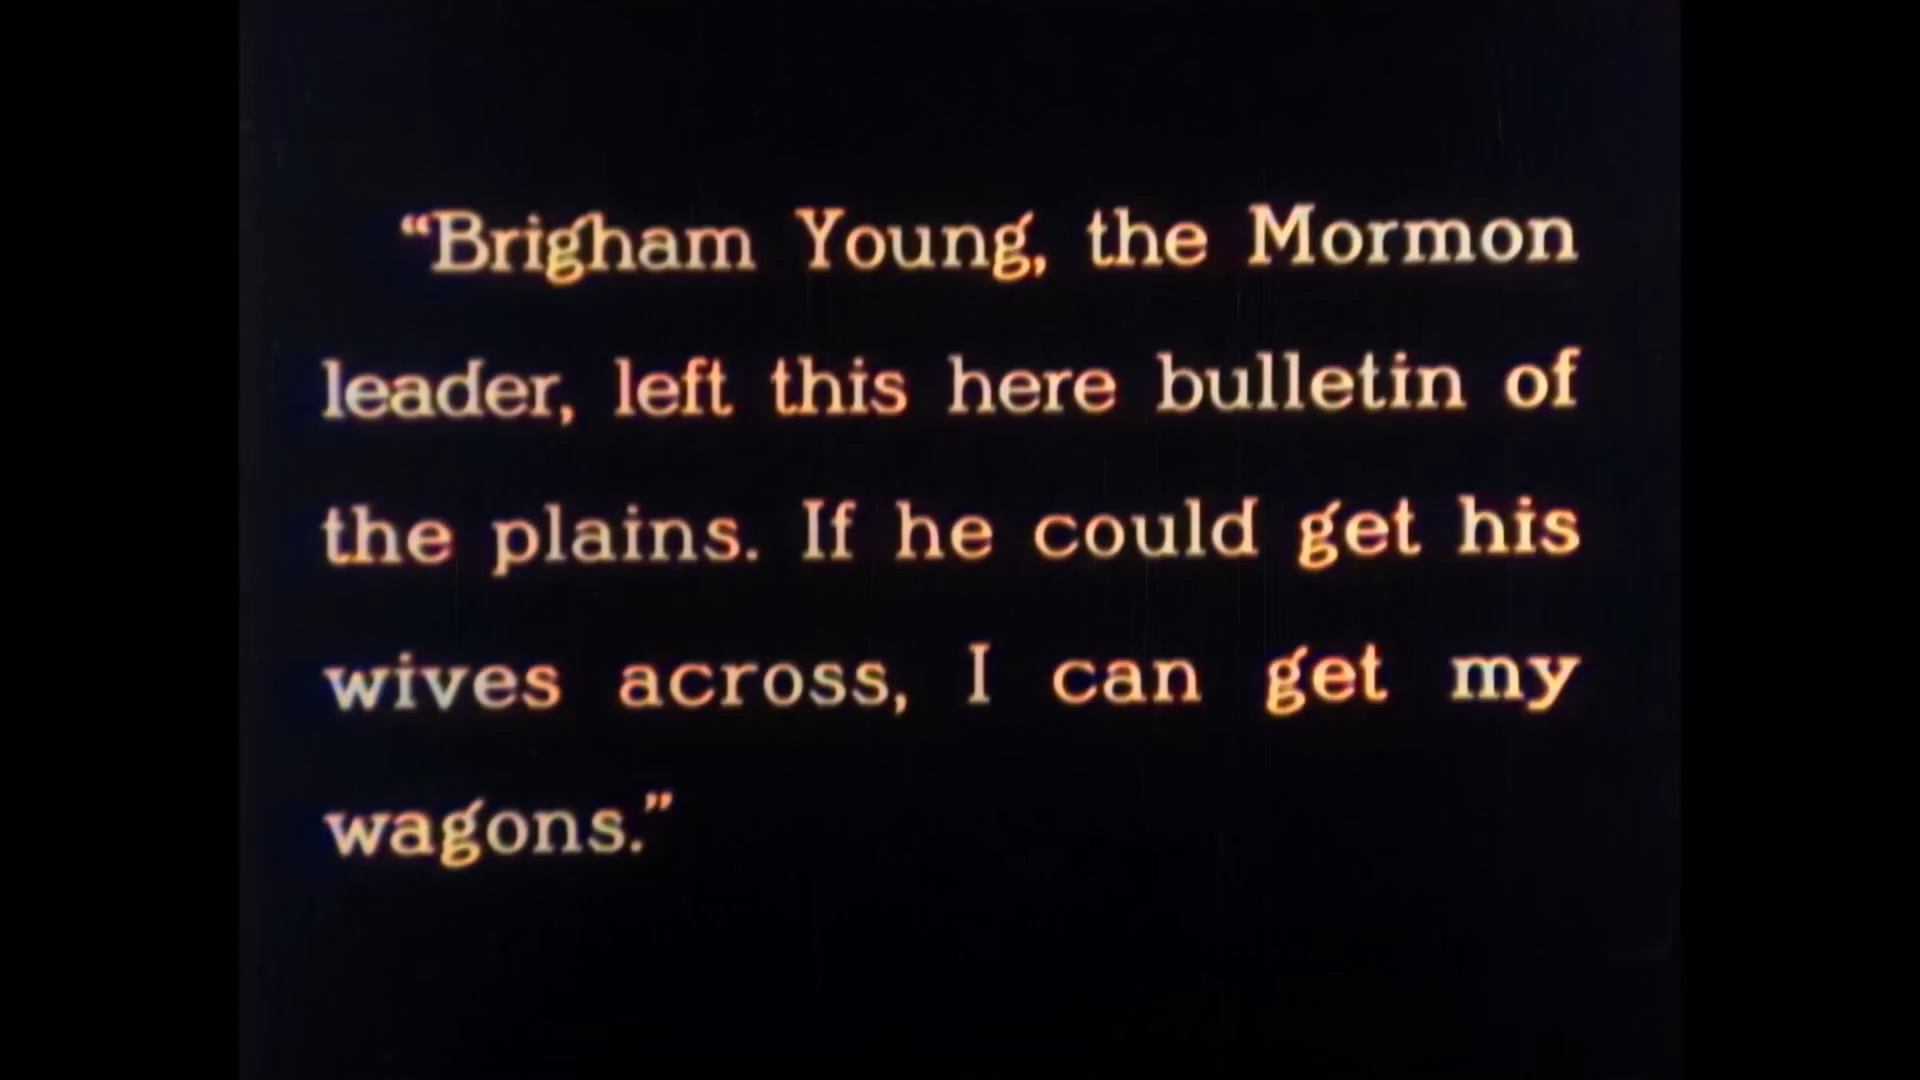 “Brigham Young, the Mormon
leader, left this here bulletin of
the plains. If he could get his
wives across, I can get my
wagons.”